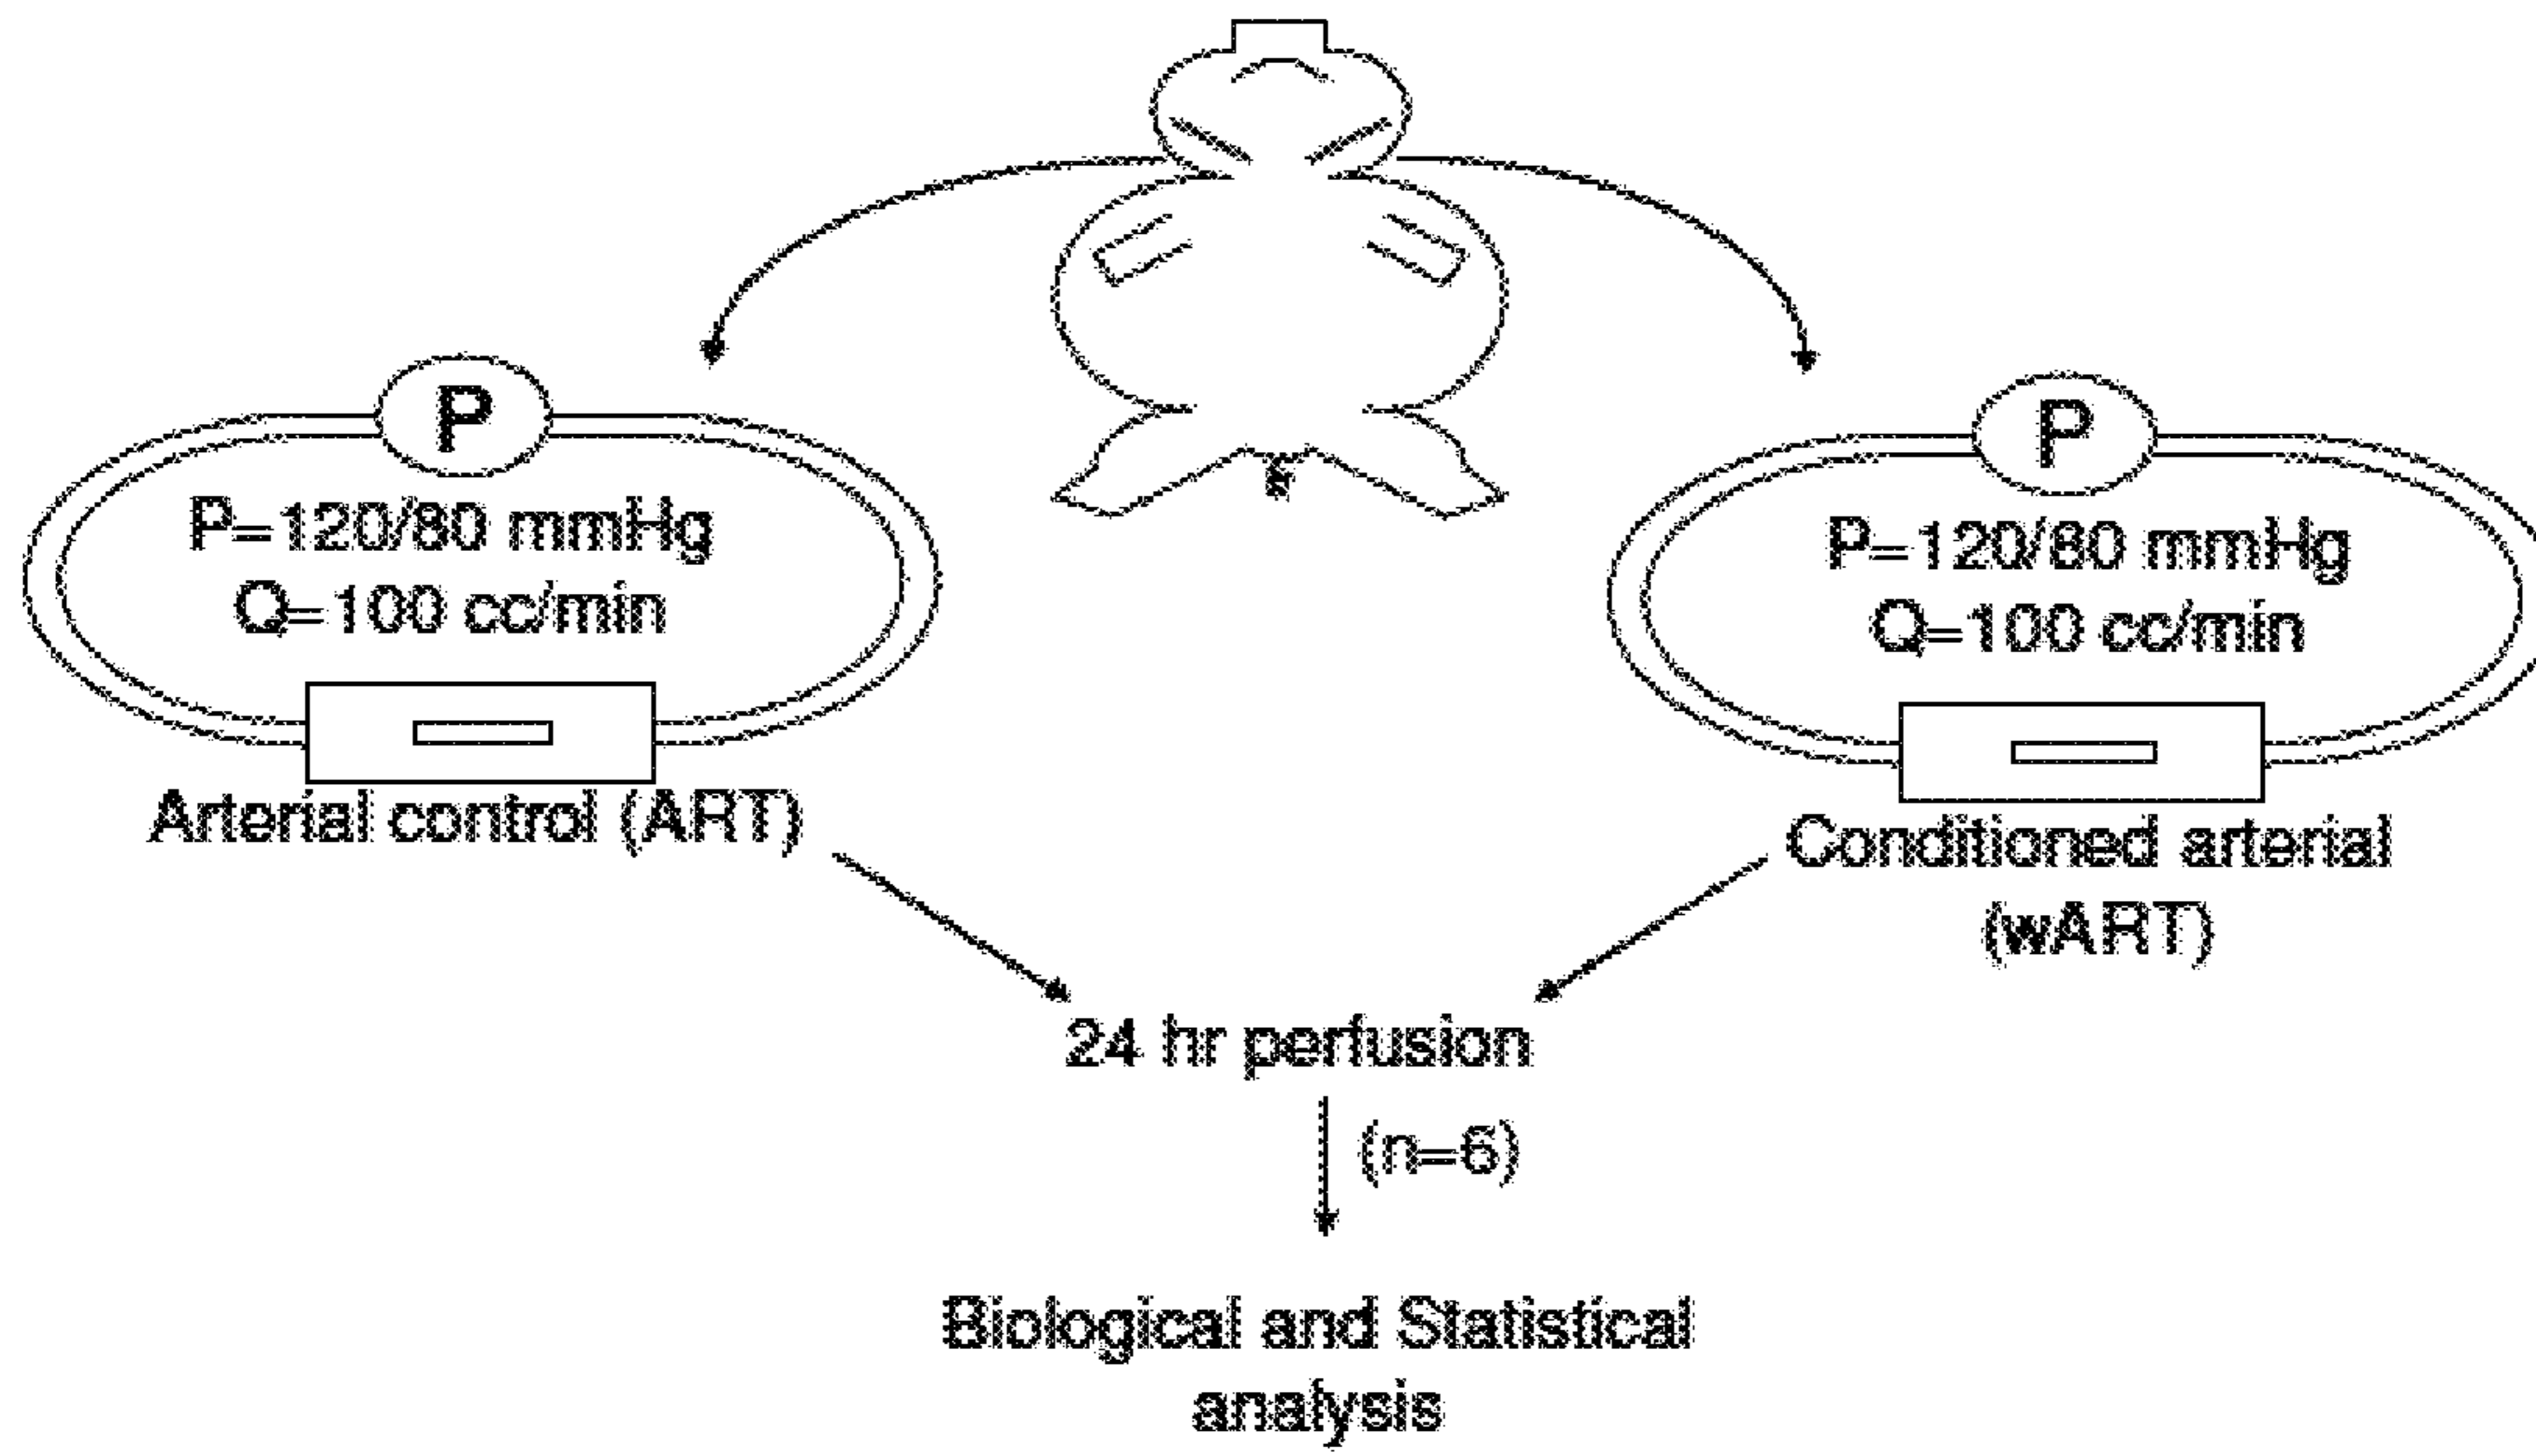 P
P=120/80 mmHg
Q=100 cc/min
Arterial control (ART)
P
P=120/80 mmHg
Q=100 cc/min
Conditioned arterial
(wART)
24 hr perfusion
(n=6)
Biological and Statistical
analysis